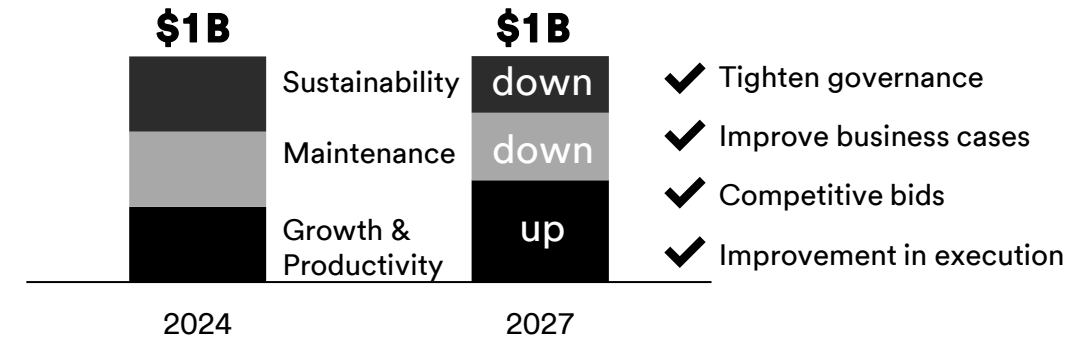 $1B
$1B
Sustainability
down
Tighten governance
Maintenance
down
Improve business cases
Competitive bids
Growth &
Productivity
up
Improvement in execution
2024
2027